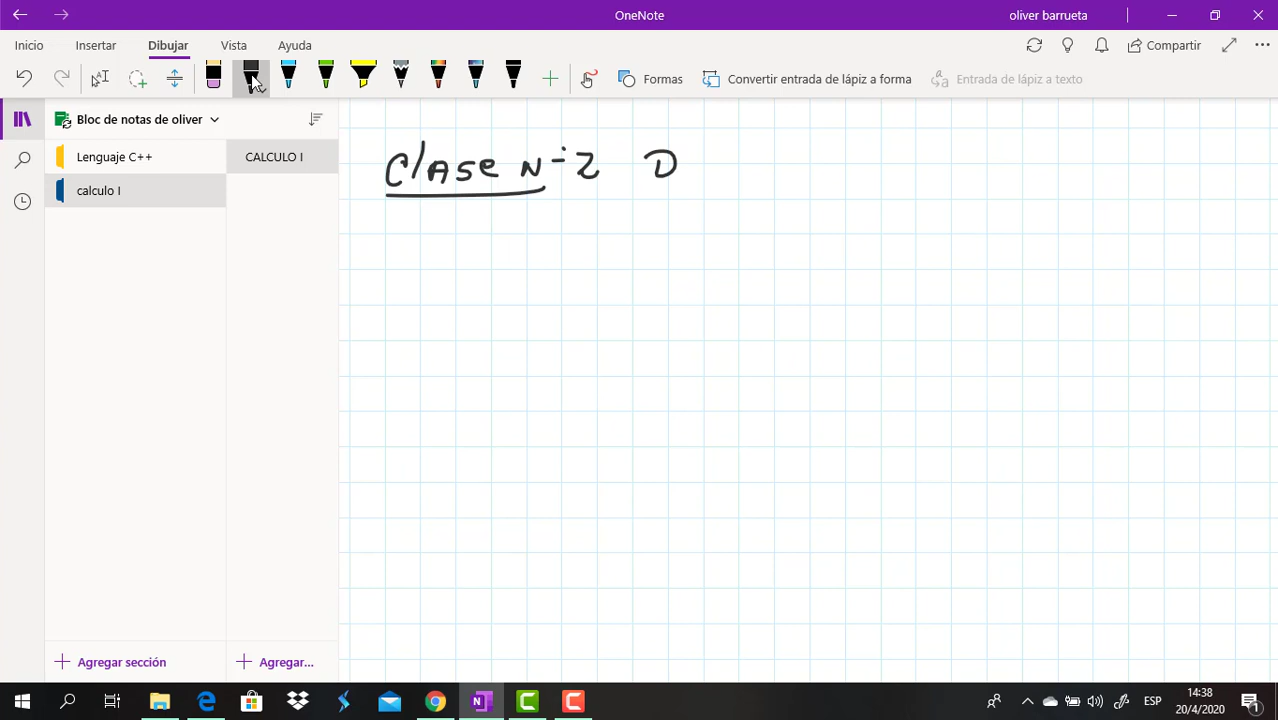 OneNote
oliver barrueta
Inicio Insertar Dibujar Vista Ayuda
Compartir
Formas
Convertir entrada de lápiz a forma
Entrada de lápiz a texto
Bloc de notas de oliver
Lenguaje C++
CALCULO I
calculo I
Clase N-2 D
Agregar sección
Agregar...
ESP
14:38
20/4/2020
1